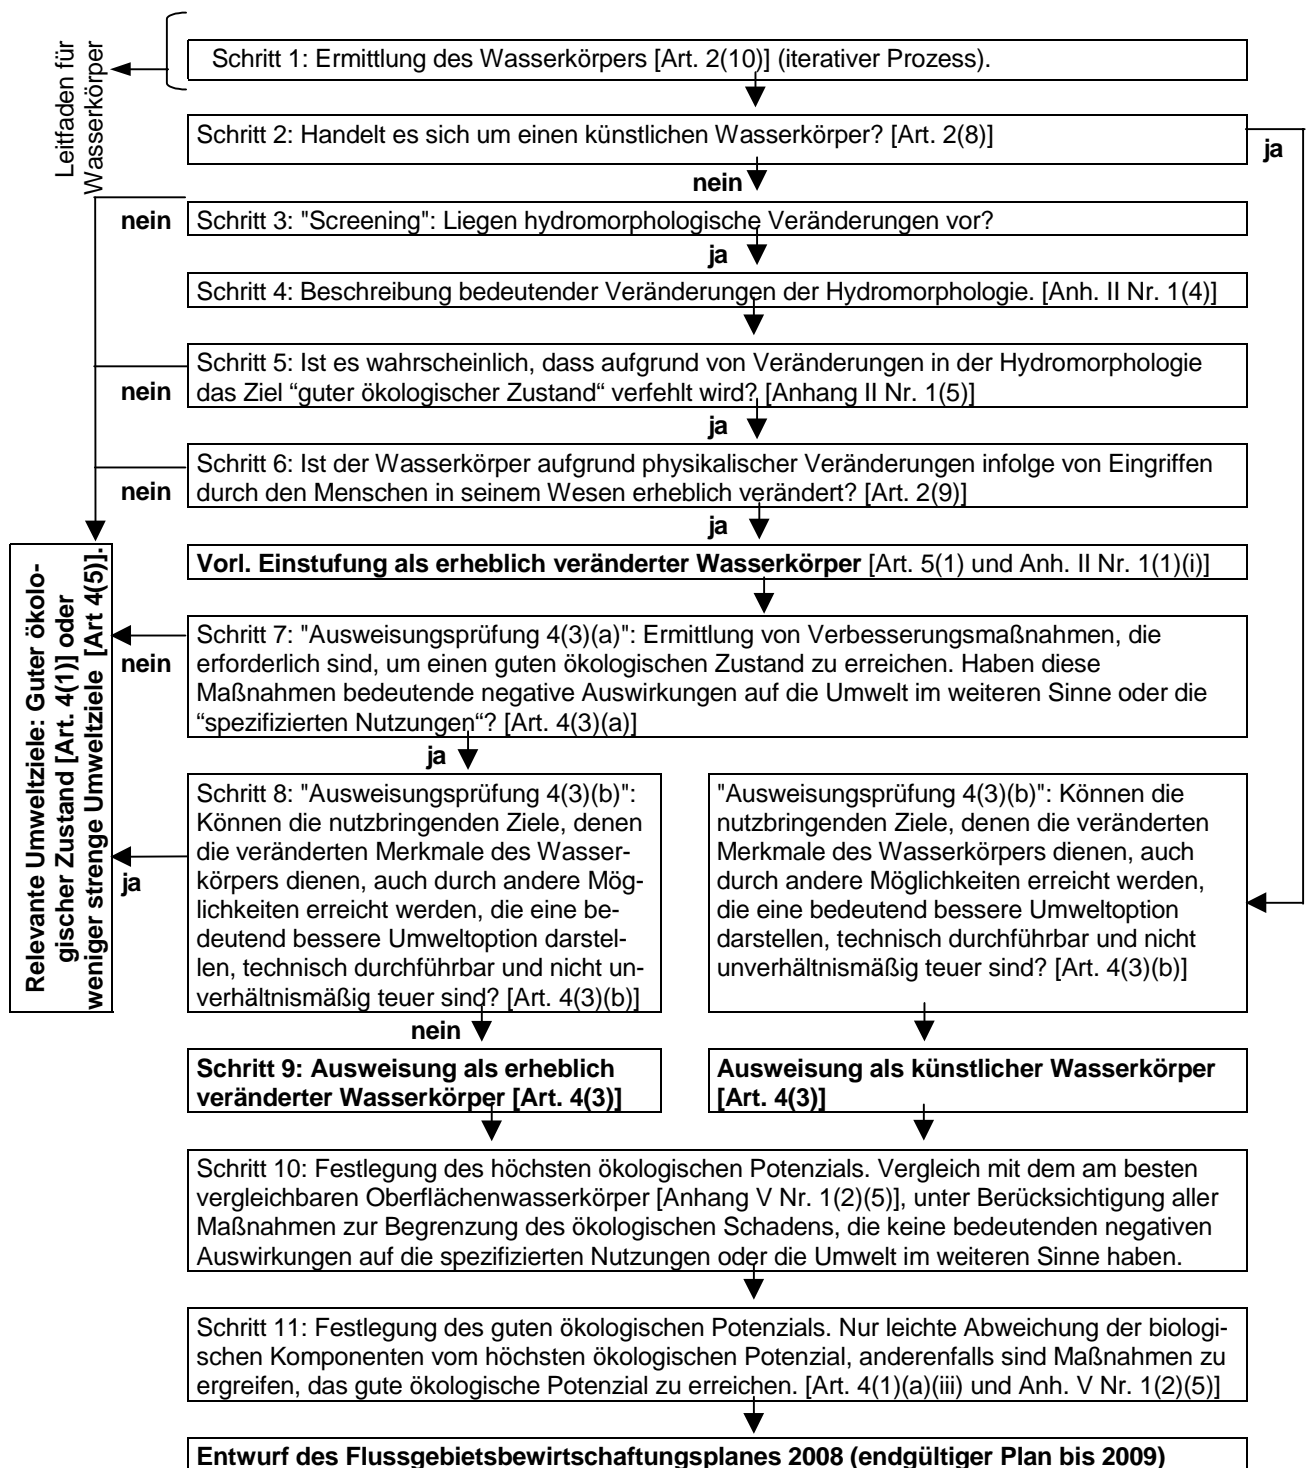 Leitfaden für
Wasserkörper
Schritt 1: Ermittlung des Wasserkörpers [Art. 2(10)] (iterativer Prozess).
Schritt 2: Handelt es sich um einen künstlichen Wasserkörper? [Art. 2(8)]
ja
nein
nein
Schritt 3: "Screening": Liegen hydromorphologische Veränderungen vor?
ja
Schritt 4: Beschreibung bedeutender Veränderungen der Hydromorphologie. [Anh. II Nr. 1(4)]
Schritt 5: Ist es wahrscheinlich, dass aufgrund von Veränderungen in der Hydromorphologie
das Ziel “guter ökologischer Zustand“ verfehlt wird? [Anhang II Nr. 1(5)]
nein
ja
Schritt 6: Ist der Wasserkörper aufgrund physikalischer Veränderungen infolge von Eingriffen
durch den Menschen in seinem Wesen erheblich verändert? [Art. 2(9)]
nein
ja
Vorl. Einstufung als erheblich veränderter Wasserkörper [Art. 5(1) und Anh. II Nr. 1(1)(i)]
Relevante Umweltziele: Guter ökolo-
gischer Zustand [Art. 4(1)] oder
weniger strenge Umweltziele [Art 4(5)].
Schritt 7: "Ausweisungsprüfung 4(3)(a)": Ermittlung von Verbesserungsmaßnahmen, die
erforderlich sind, um einen guten ökologischen Zustand zu erreichen. Haben diese
Maßnahmen bedeutende negative Auswirkungen auf die Umwelt im weiteren Sinne oder die
“spezifizierten Nutzungen“? [Art. 4(3)(a)]
nein
ja
Schritt 8: "Ausweisungsprüfung 4(3)(b)":
Können die nutzbringenden Ziele, denen
die veränderten Merkmale des Wasser-
körpers dienen, auch durch andere Mög-
lichkeiten erreicht werden, die eine be-
deutend bessere Umweltoption darstel-
len, technisch durchführbar und nicht un-
verhältnismäßig teuer sind? [Art. 4(3)(b)]
ja
nein
"Ausweisungsprüfung 4(3)(b)": Können die
nutzbringenden Ziele, denen die veränderten
Merkmale des Wasserkörpers dienen, auch
durch andere Möglichkeiten erreicht werden,
die eine bedeutend bessere Umweltoption
darstellen, technisch durchführbar und nicht
unverhältnismäßig teuer sind? [Art. 4(3)(b)]
Schritt 9: Ausweisung als erheblich
veränderter Wasserkörper [Art. 4(3)]
Ausweisung als künstlicher Wasserkörper
[Art. 4(3)]
Schritt 10: Festlegung des höchsten ökologischen Potenzials. Vergleich mit dem am besten
vergleichbaren Oberflächenwasserkörper [Anhang V Nr. 1(2)(5)], unter Berücksichtigung aller
Maßnahmen zur Begrenzung des ökologischen Schadens, die keine bedeutenden negativen
Auswirkungen auf die spezifizierten Nutzungen oder die Umwelt im weiteren Sinne haben.
Schritt 11: Festlegung des guten ökologischen Potenzials. Nur leichte Abweichung der biologi-
schen Komponenten vom höchsten ökologischen Potenzial, anderenfalls sind Maßnahmen zu
ergreifen, das gute ökologische Potenzial zu erreichen. [Art. 4(1)(a)(iii) und Anh. V Nr. 1(2)(5)]
Entwurf des Flussgebietsbewirtschaftungsplanes 2008 (endgültiger Plan bis 2009)